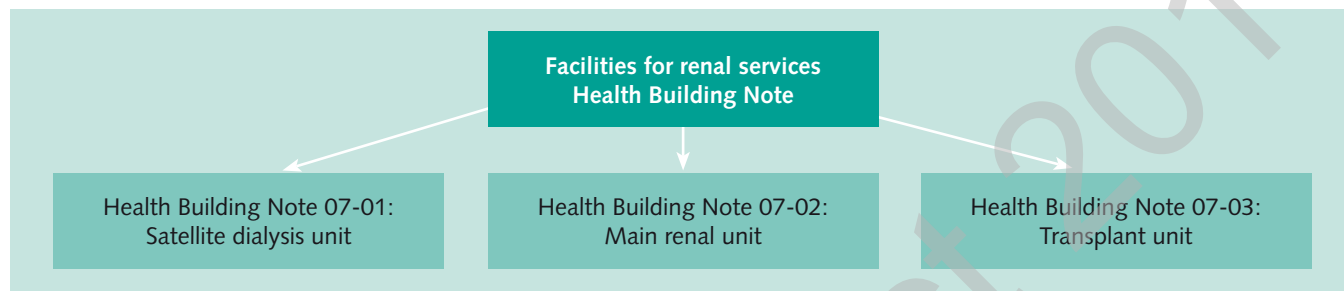 Facilities for renal services
Health Building Note
Health Building Note 07-01:
Satellite dialysis unit
Health Building Note 07-02:
Main renal unit
Health Building Note 07-03:
Transplant unit